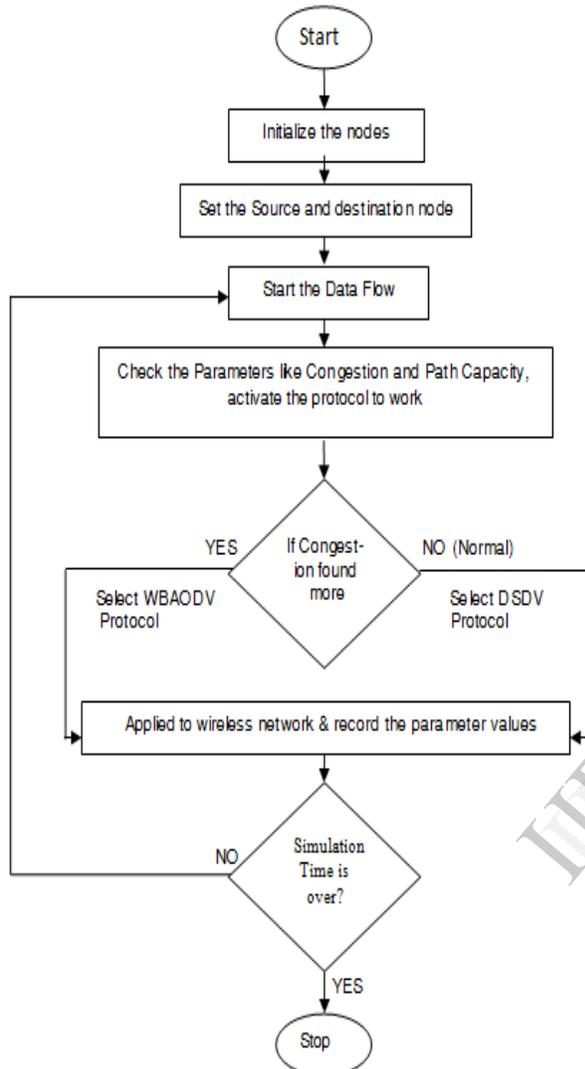 Start
Initialize the nodes
Set the Source and destination node
Start the Data Flow
Check the Parameters like Congestion and Path Capacity,
activate the protocol to work
If Congest-
ion found
more
YES
NO (Normal)
Select WBAODV
Protocol
Select DSDV
Protocol
Applied to wireless network & record the parameter values
Simulation
Time is
over?
NO
YES
Stop